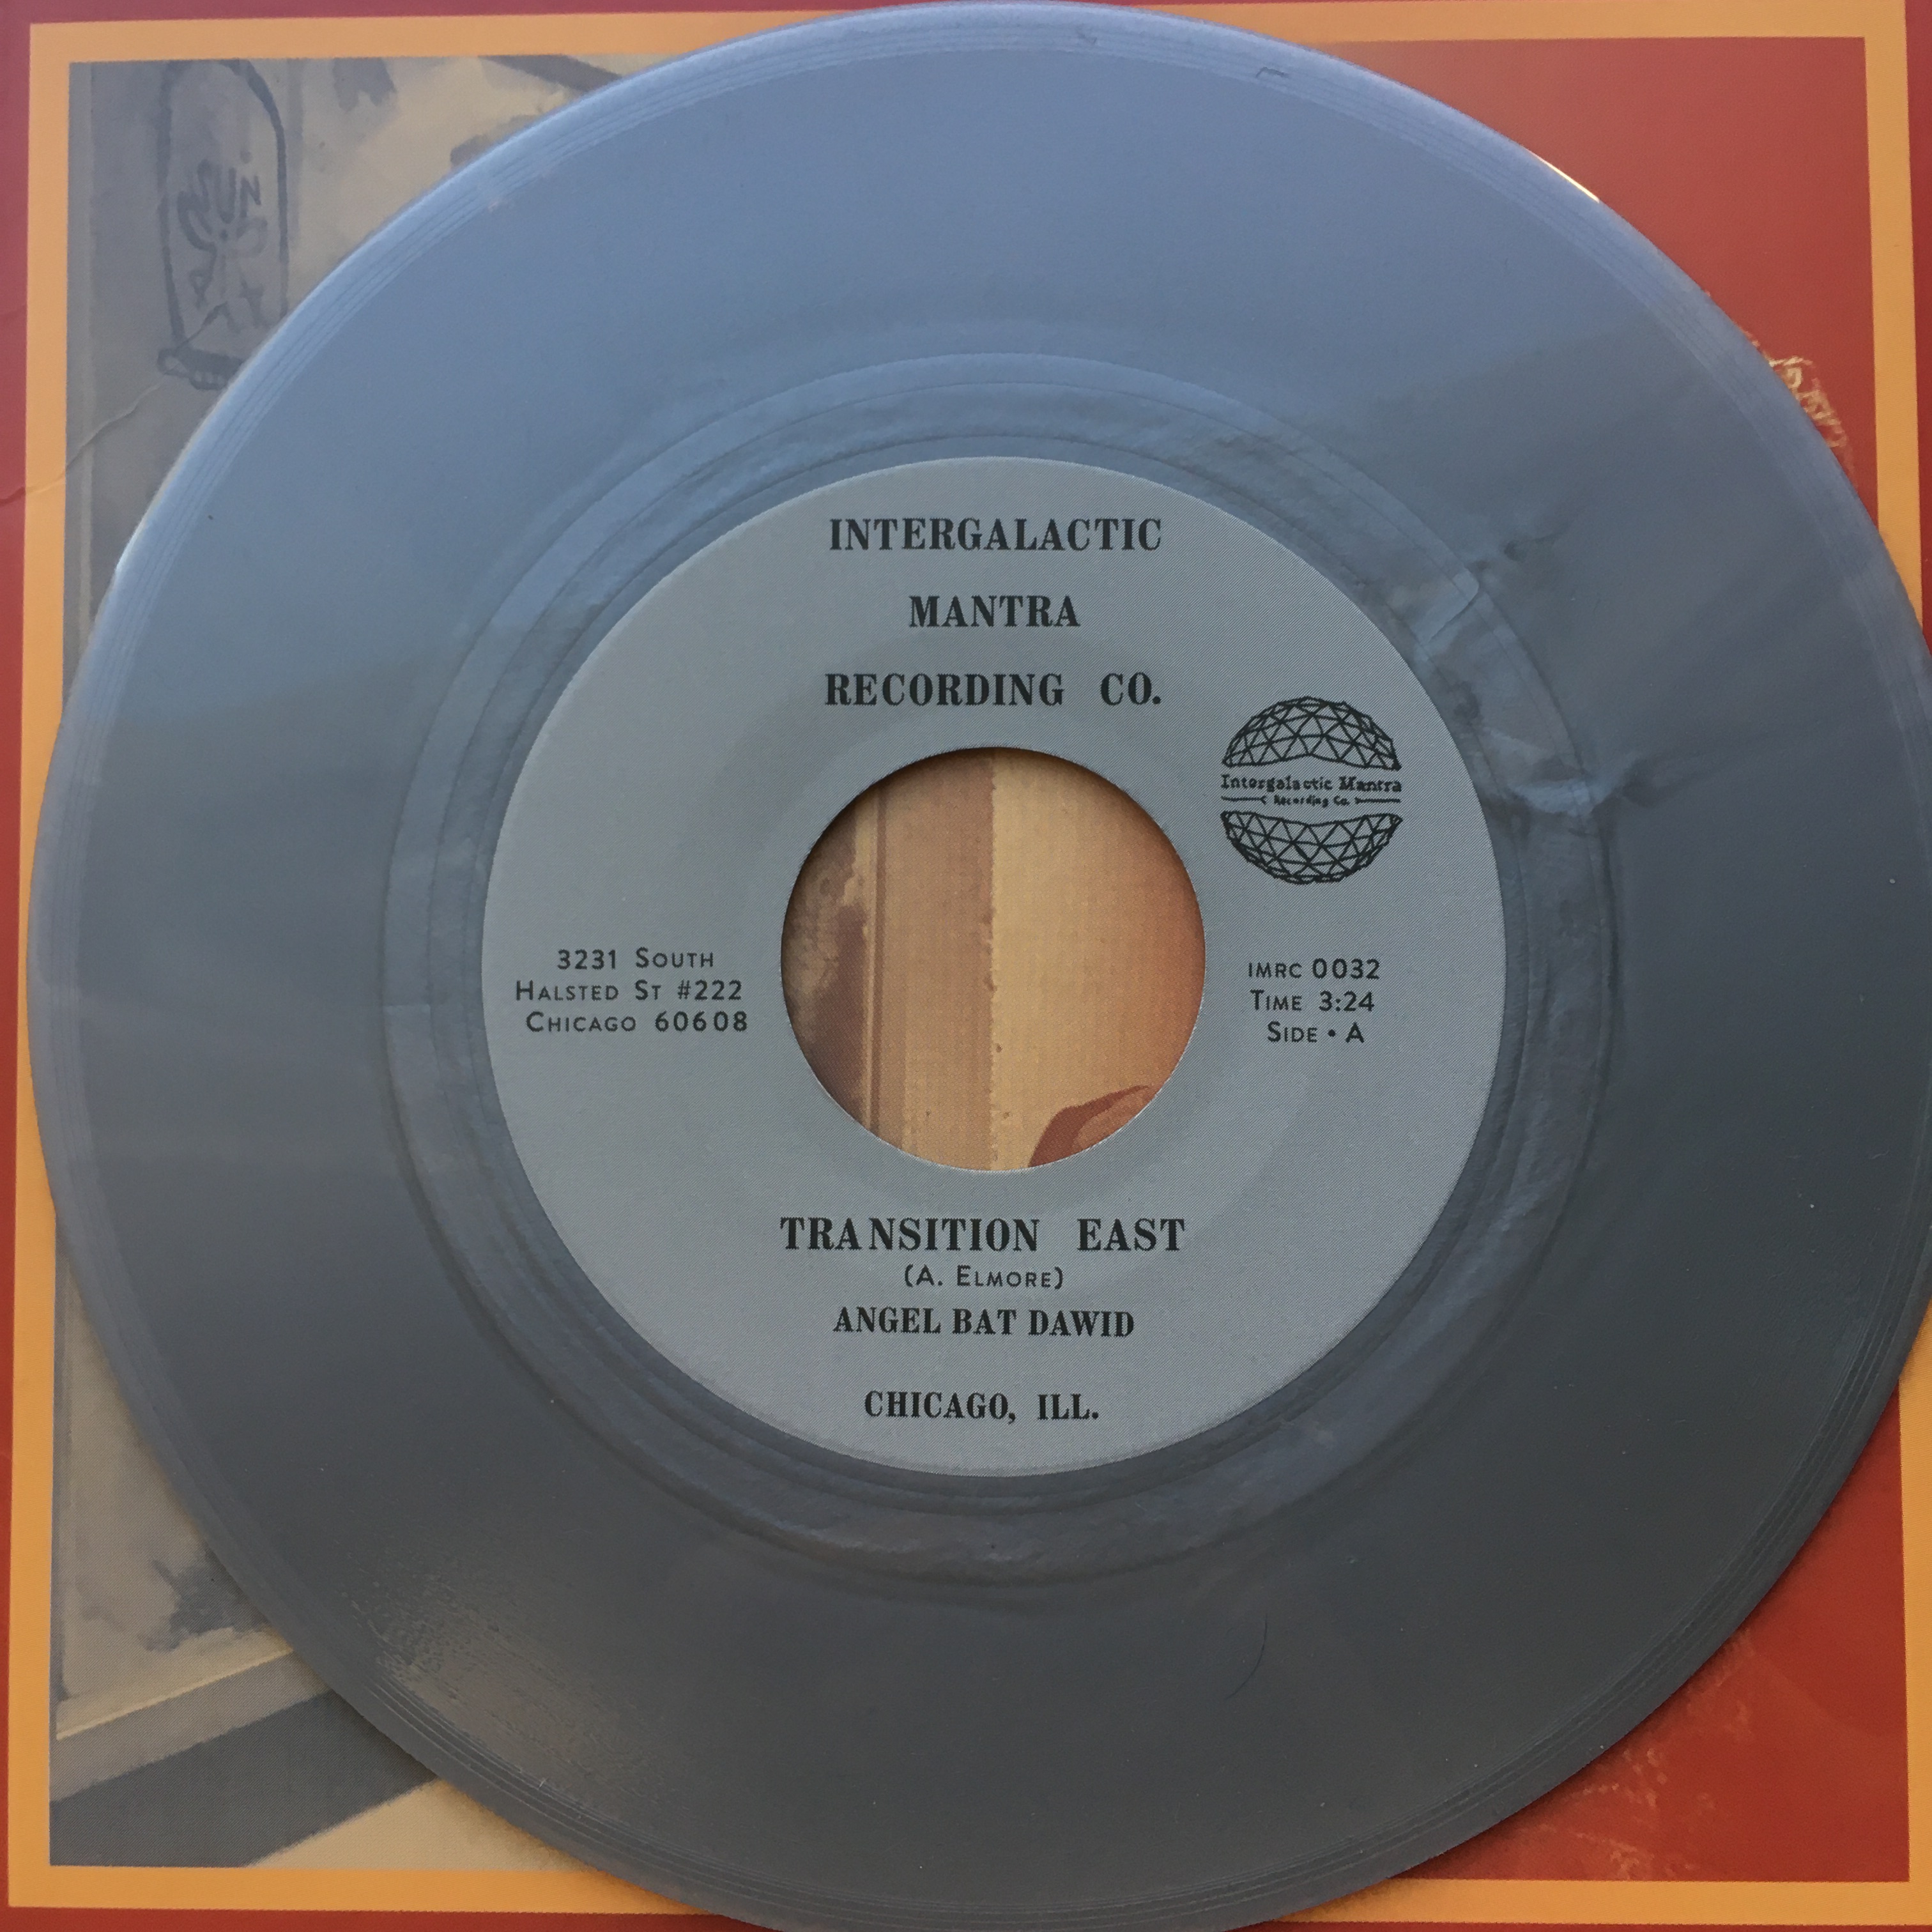 SUN
INTERGALACTIC
MANTRA
RECORDING CO.
Intergalactic Mantra
Recording Co.
3231 SOUTH
HALSTED ST #222
CHICAGO 60608
IMRC 0032
TIME 3:24
SIDE • A
TRANSITION EAST
(A. ELMORE)
ANGEL BAT DAWID
CHICAGO, ILL.